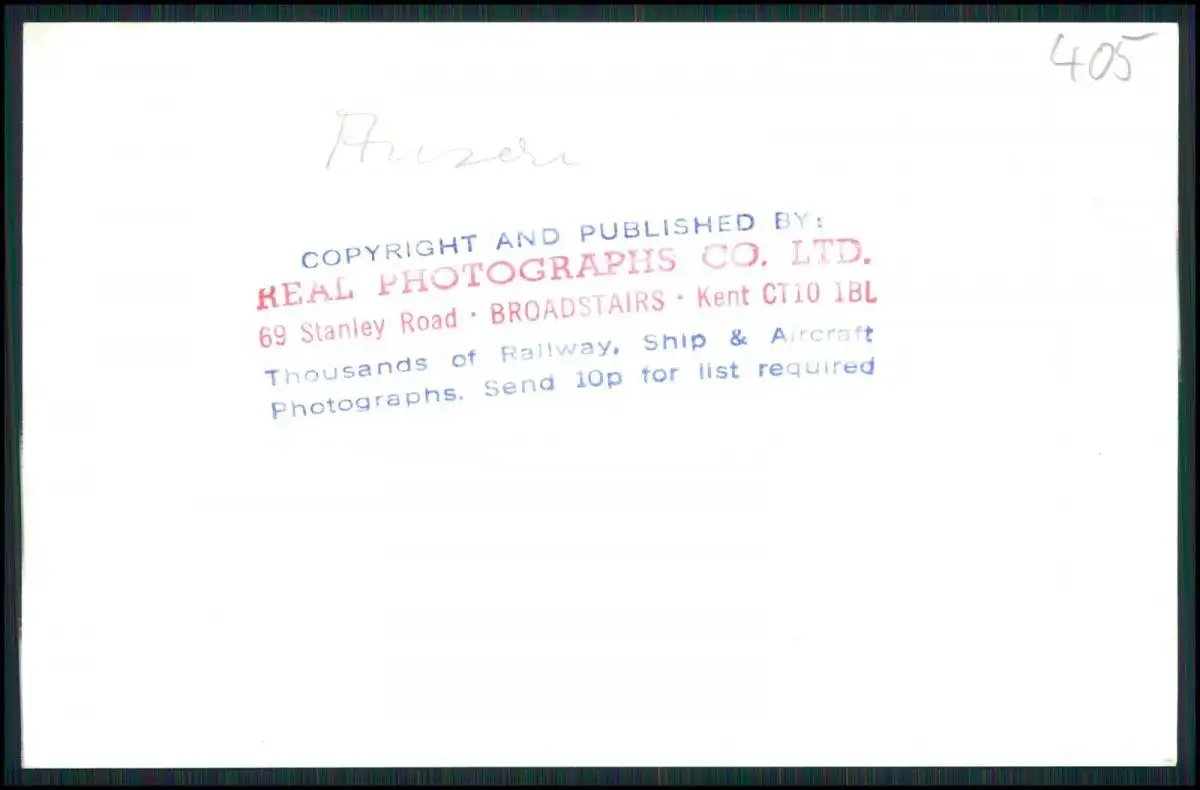 405
Anson
COPYRIGHT AND PUBLISHED BY:
REAL PHOTOGRAPHS CO. LTD.
69 Stanley Road · BROADSTAIRS · Kent CT10 1BL
Thousands of Railway, Ship & Aircraft
Photographs. Send 10p for list required